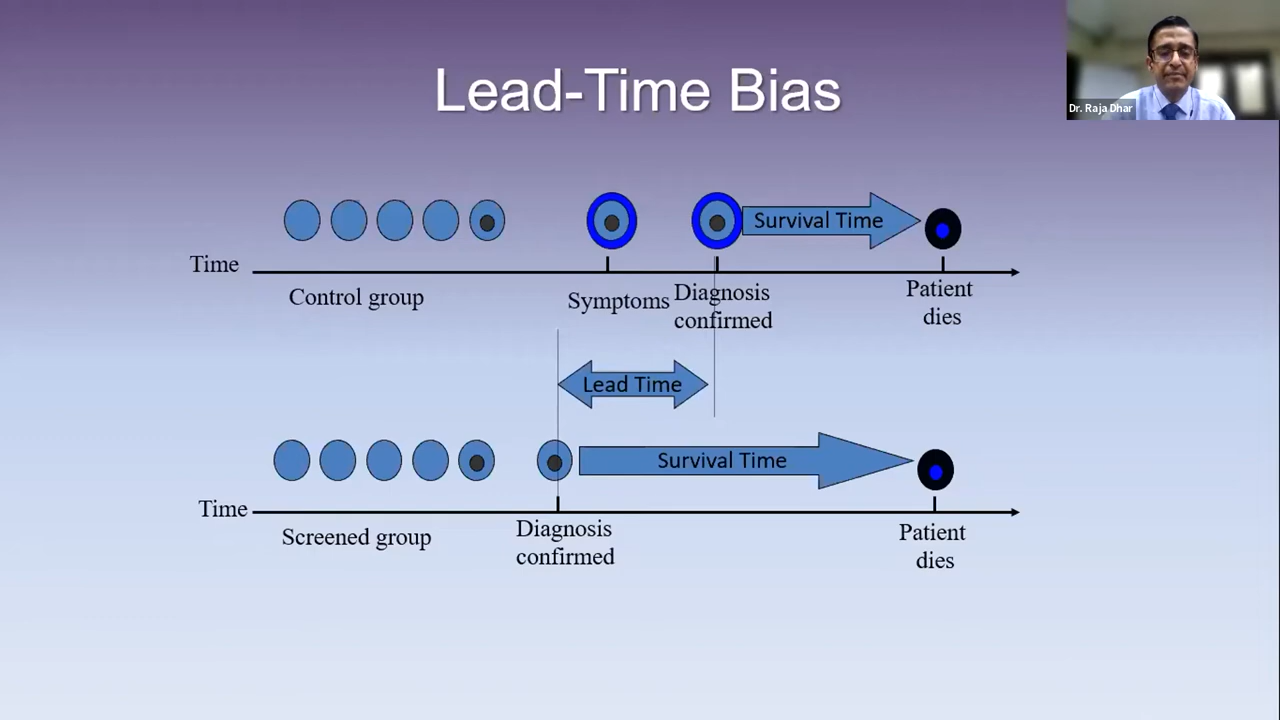 Lead-Time Bias
Dr. Raja Dhar
Survival Time
Time
Control group
Symptoms
Diagnosis
confirmed
Patient
dies
Lead Time
Survival Time
Time
Screened group
Diagnosis
confirmed
Patient
dies